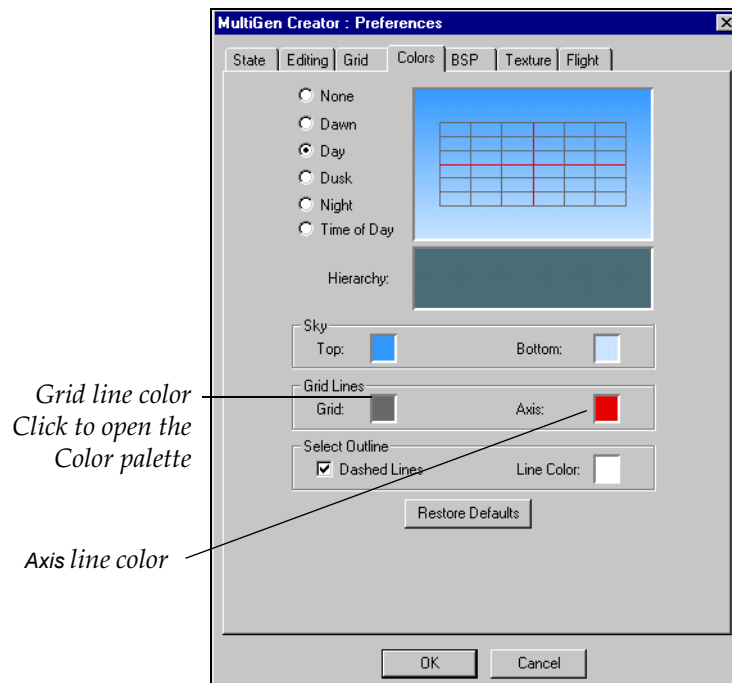 MultiGen Creator : Preferences
State Editing Grid Colors BSP Texture Flight
None
Dawn
Day
Dusk
Night
Time of Day
Hierarchy:
Sky
Top: Bottom:
Grid line color
Click to open the
Color palette
Grid Lines
Grid: Axis:
Select Outline
Dashed Lines Line Color:
Restore Defaults
Axis line color
OK Cancel